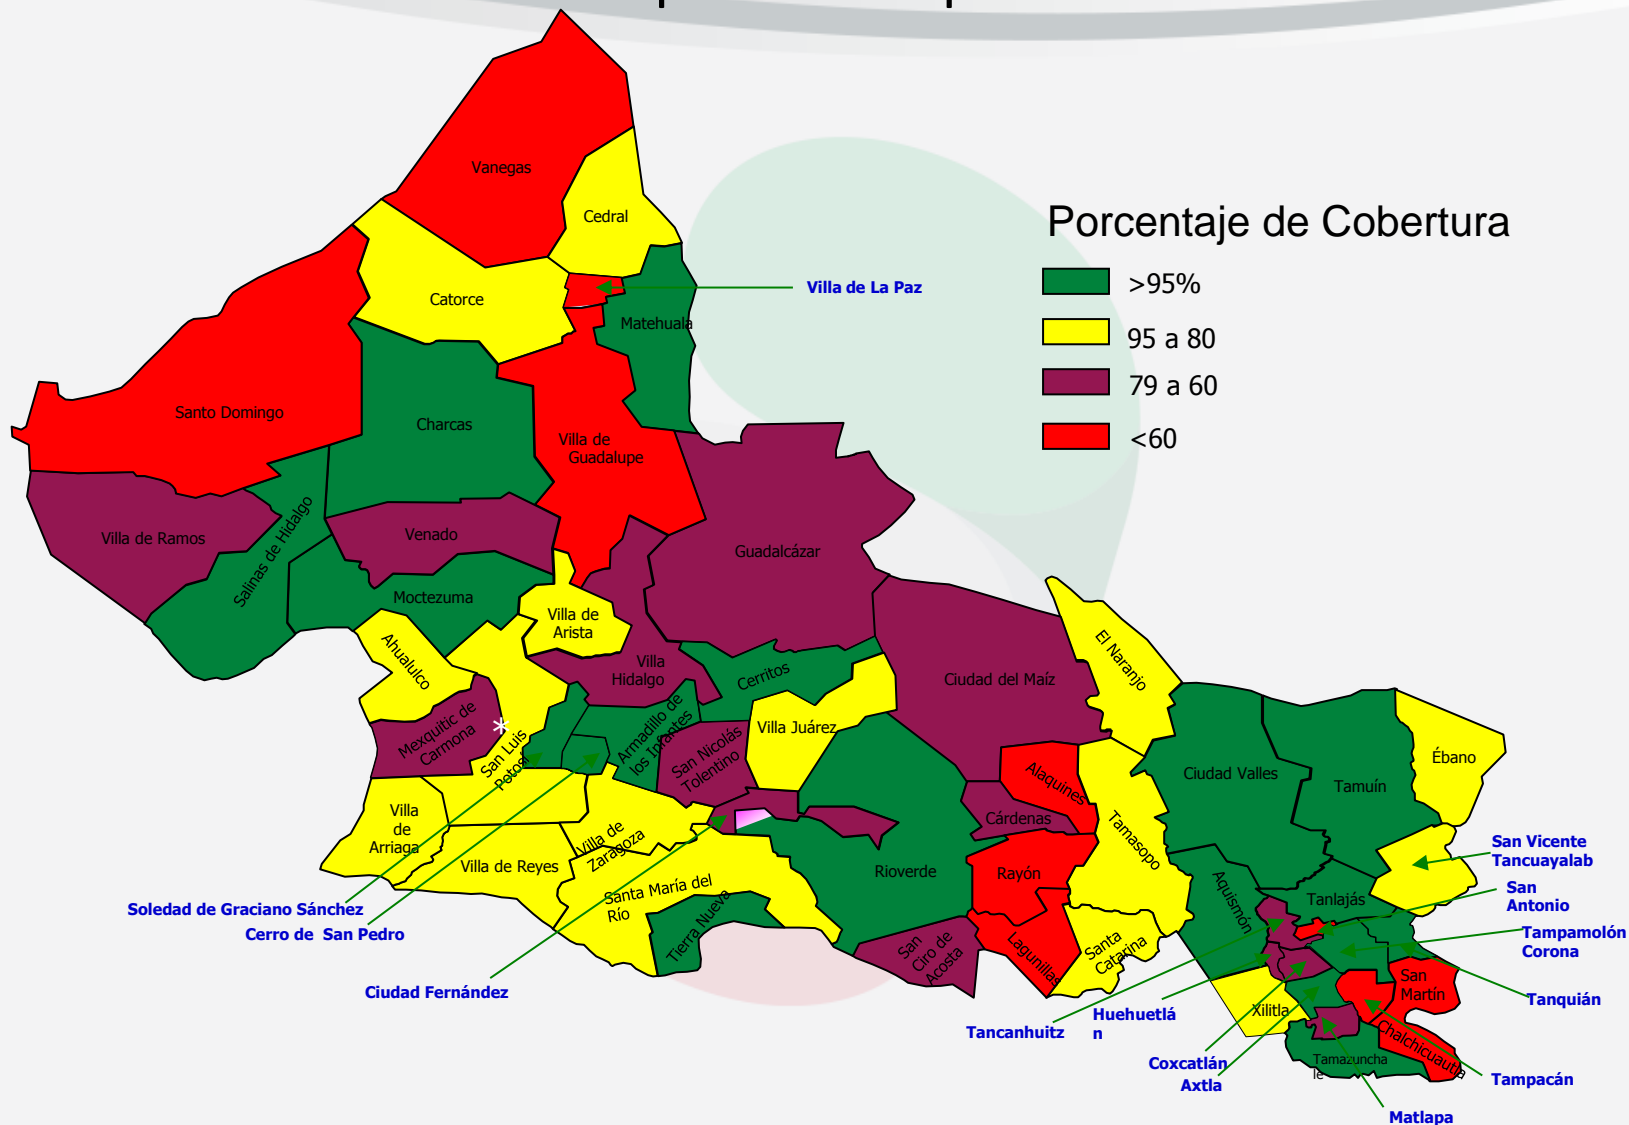 Vanegas
Cedral
Porcentaje de Cobertura
>95%
Villa de La Paz
Catorce
Matehuala
95 a 80
79 a 60
Santo Domingo
Charcas
<60
Villa de
Guadalupe
Villa de Ramos
Salinas de Hidalgo
Venado
Guadalcázar
Moctezuma
Villa de
Arista
Ahualulco
Villa
Hidalgo
Cerritos
Ciudad del Maíz
El Naranjo
Mexquitic de
Carmona
*
San Luis
Potosí
Armadillo de
los Infantes
San Nicolás
Tolentino
Villa Juárez
Alaquines
Ciudad Valles
Tamuín
Ébano
Villa
de
Arriaga
Cárdenas
Tamasopo
Villa de Reyes
Villa de
Zaragoza
Rioverde
Rayón
Aquismón
Tanlajás
San Vicente
Tancuayalab
San
Antonio
Santa María del
Río
Tierra Nueva
Soledad de Graciano Sánchez
Cerro de  San Pedro
San
Ciro de
Acosta
Lagunillas
Santa
Catarina
Tampamolón
Corona
Ciudad Fernández
San
Martín
Tanquián
Xilitla
Huehuetlá
n
Tancanhuitz
Chalchicuautla
Coxcatlán
Axtla
Tamazuncha
le
Tampacán
Matlapa